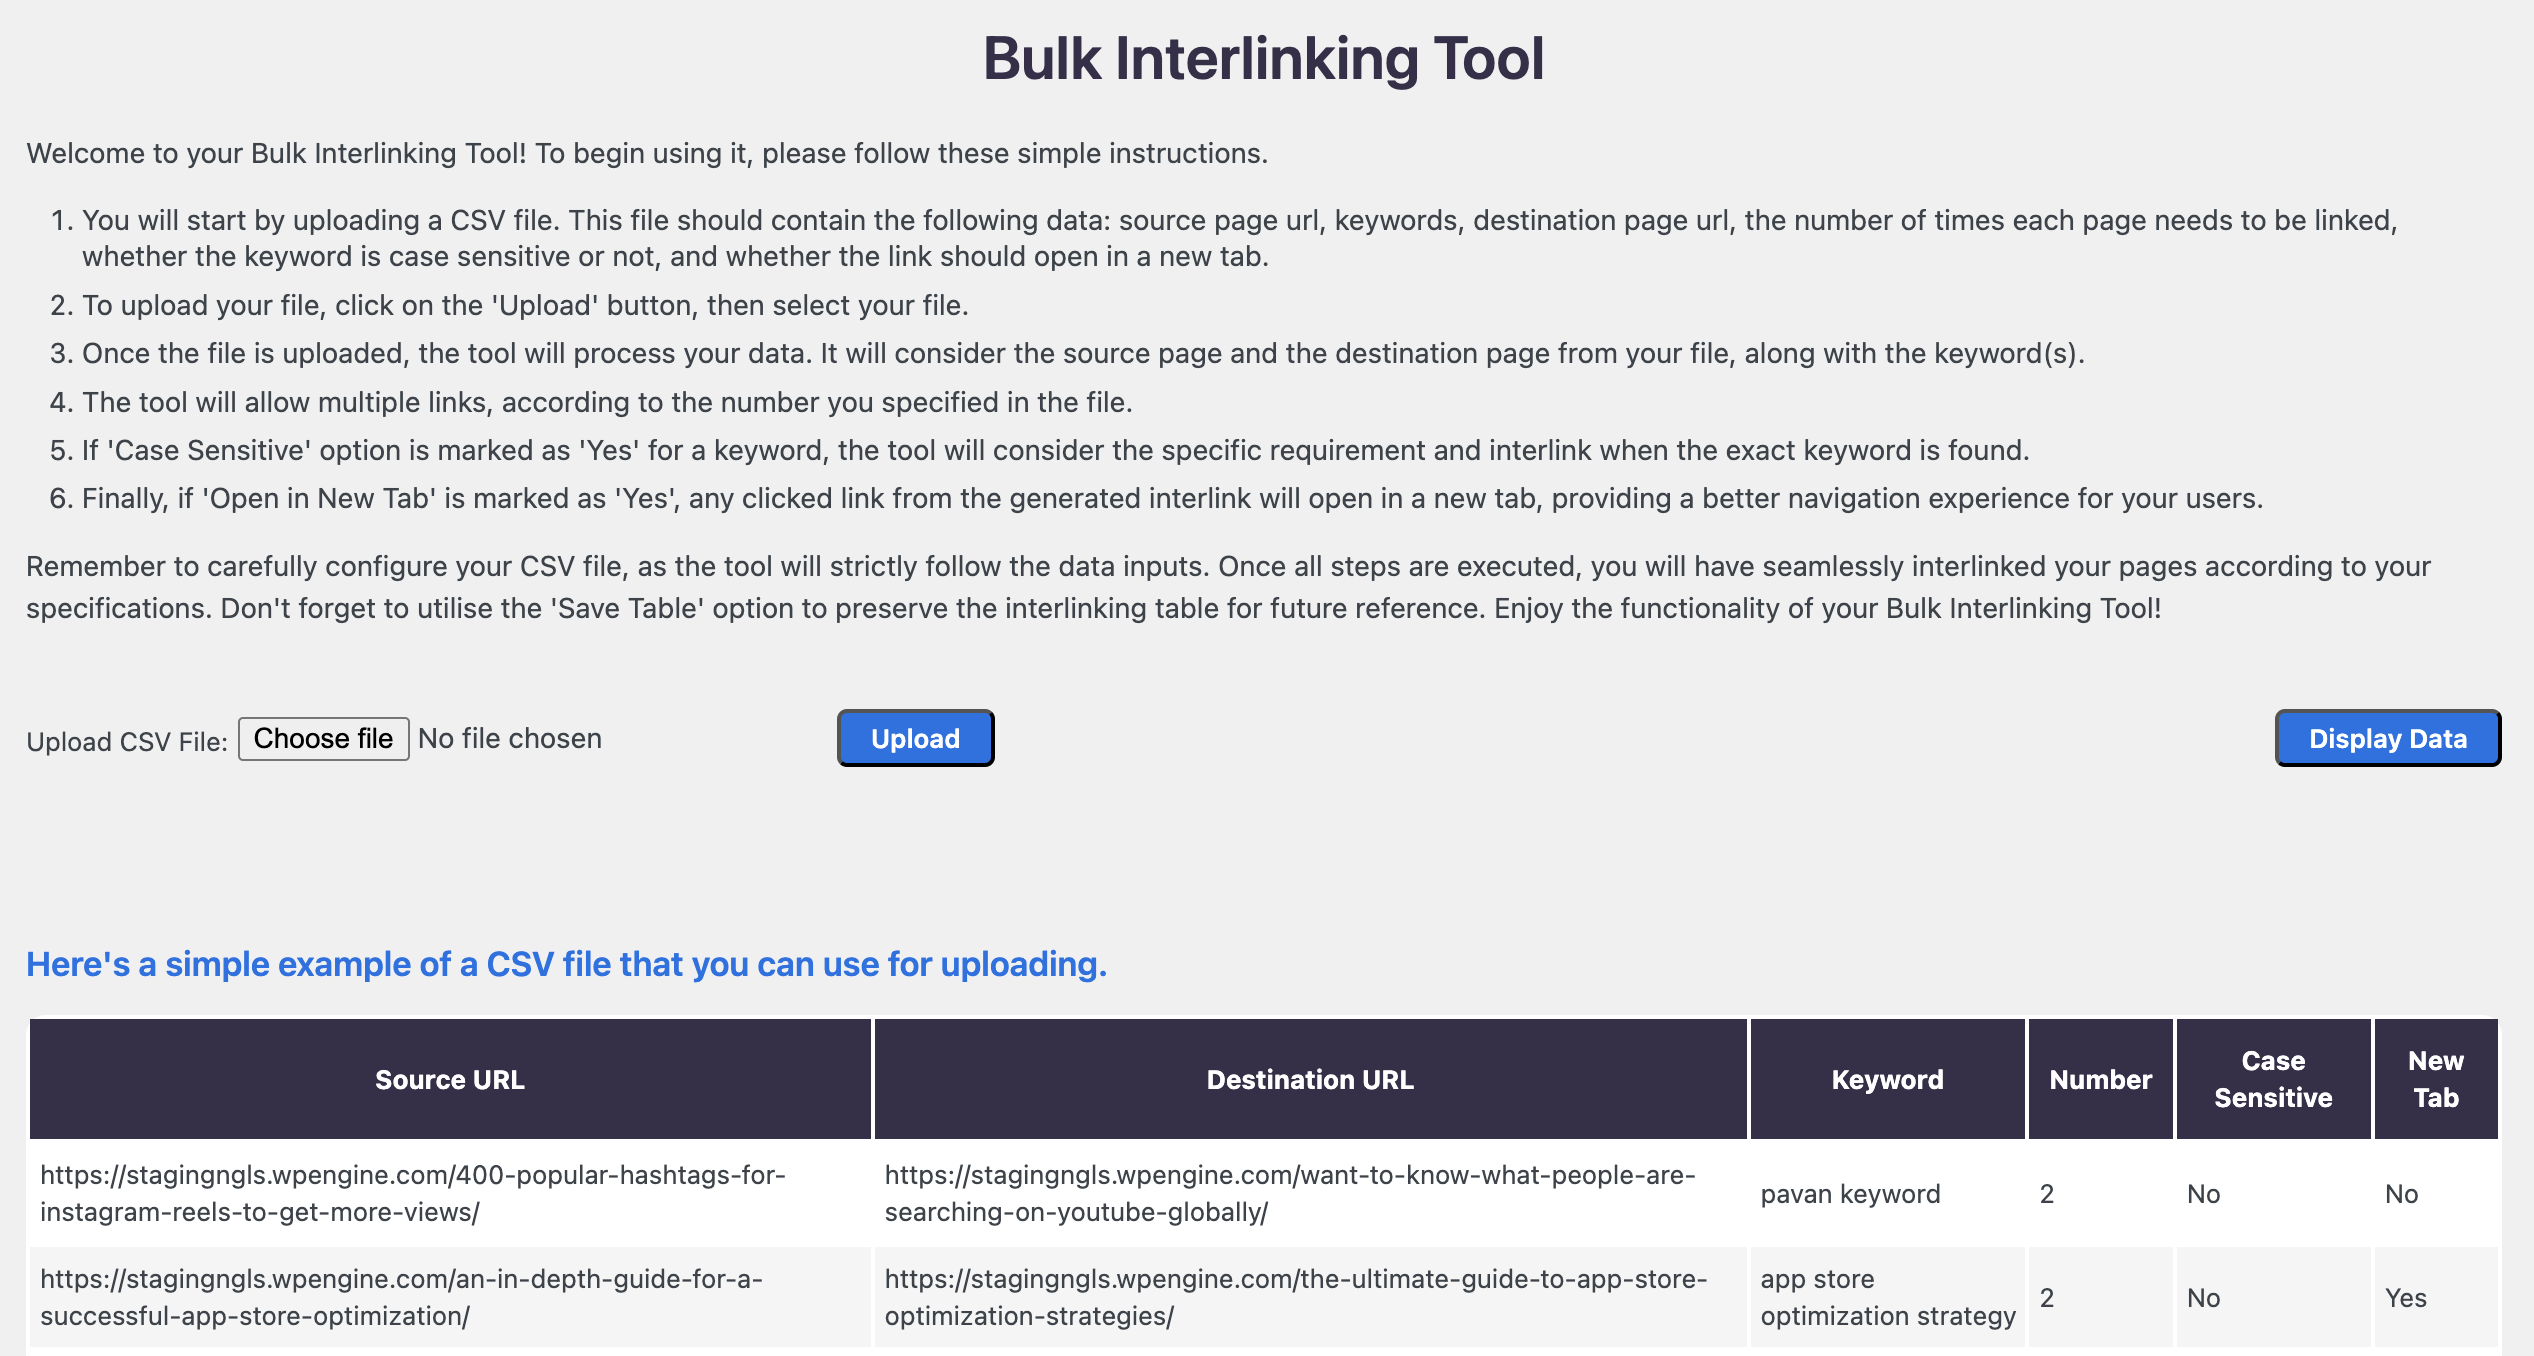 Bulk Interlinking Tool
Welcome to your Bulk Interlinking Tool! To begin using it, please follow these simple instructions.
1. You will start by uploading a CSV file. This file should contain the following data: source page url, keywords, destination page url, the number of times each page needs to be linked,
whether the keyword is case sensitive or not, and whether the link should open in a new tab.
2. To upload your file, click on the 'Upload' button, then select your file.
3. Once the file is uploaded, the tool will process your data. It will consider the source page and the destination page from your file, along with the keyword(s).
4. The tool will allow multiple links, according to the number you specified in the file.
5. If 'Case Sensitive' option is marked as 'Yes' for a keyword, the tool will consider the specific requirement and interlink when the exact keyword is found.
6. Finally, if 'Open in New Tab' is marked as 'Yes', any clicked link from the generated interlink will open in a new tab, providing a better navigation experience for your users.
Remember to carefully configure your CSV file, as the tool will strictly follow the data inputs. Once all steps are executed, you will have seamlessly interlinked your pages according to your
specifications. Don't forget to utilise the 'Save Table' option to preserve the interlinking table for future reference. Enjoy the functionality of your Bulk Interlinking Tool!
Upload CSV File: Choose file No file chosen Upload Display Data
Here's a simple example of a CSV file that you can use for uploading.
Source URL Destination URL Keyword Number Case Sensitive New Tab
https://stagingngls.wpengine.com/400-popular-hashtags-for-
instagram-reels-to-get-more-views/
https://stagingngls.wpengine.com/want-to-know-what-people-are-
searching-on-youtube-globally/
pavan keyword
2
No
No
https://stagingngls.wpengine.com/an-in-depth-guide-for-a-
successful-app-store-optimization/
https://stagingngls.wpengine.com/the-ultimate-guide-to-app-store-
optimization-strategies/
app store
optimization strategy
2
No
Yes